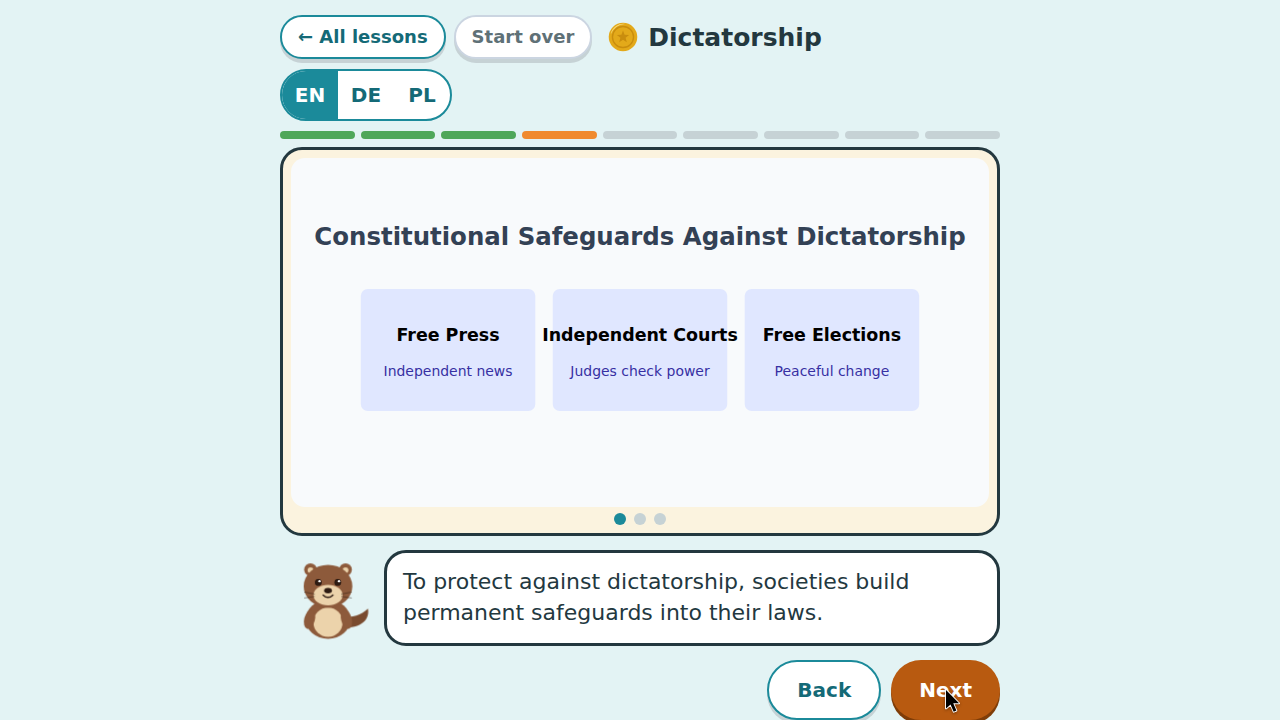 ← All lessons
Start over
Dictatorship
EN DE PL
Constitutional Safeguards Against Dictatorship
Free Press
Independent news
Independent Courts
Judges check power
Free Elections
Peaceful change
To protect against dictatorship, societies build
permanent safeguards into their laws.
Back
Next